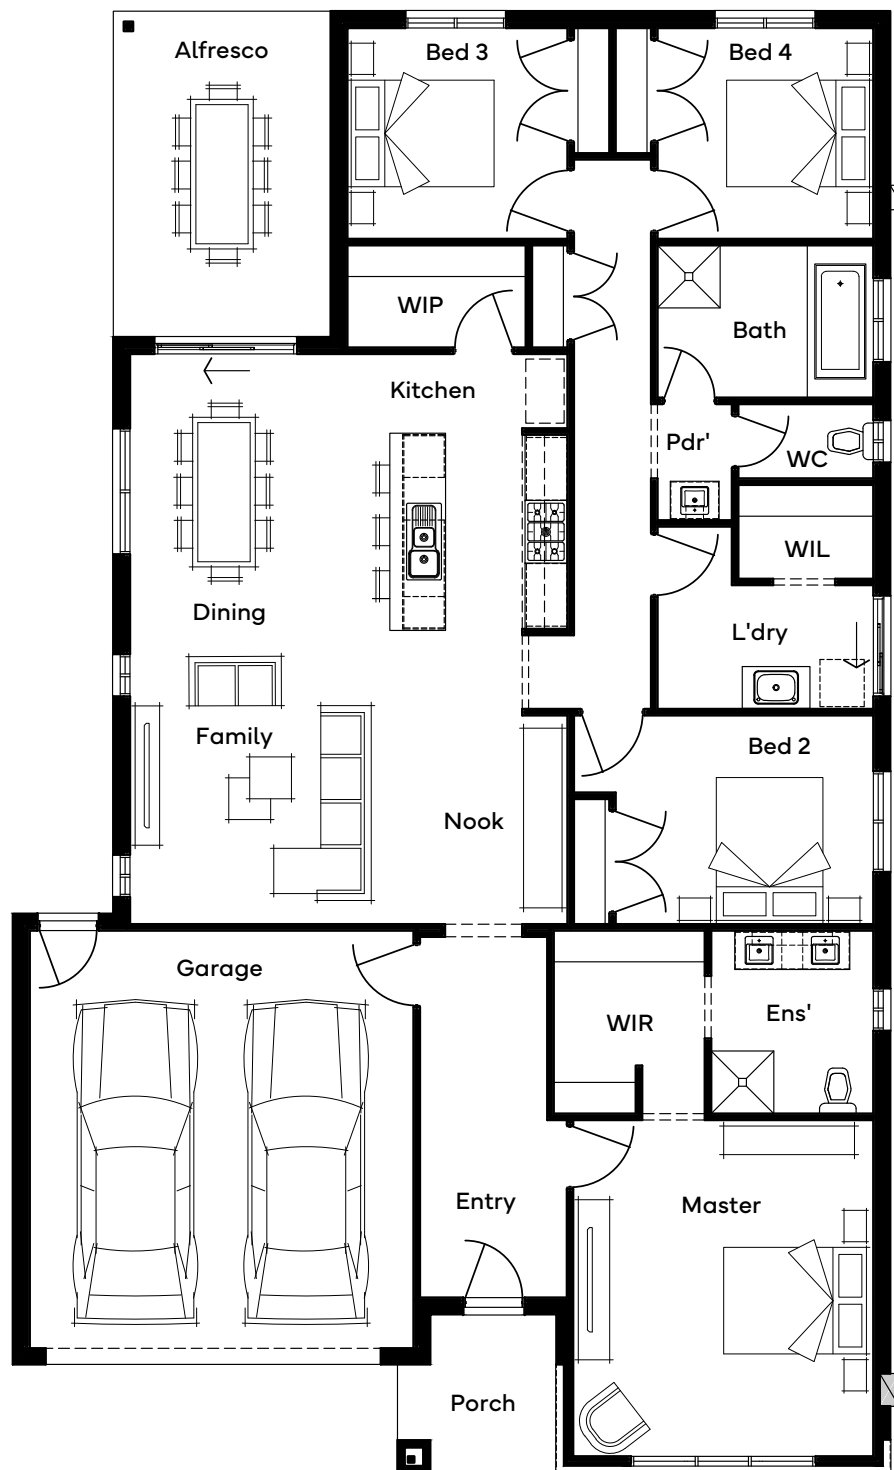 Alfresco
Bed 3
Bed 4
WIP
Bath
Kitchen
Pdr'
WC
WIL
Dining
L'dry
Family
Bed 2
Nook
Garage
WIR
Ens'
Entry
Master
Porch